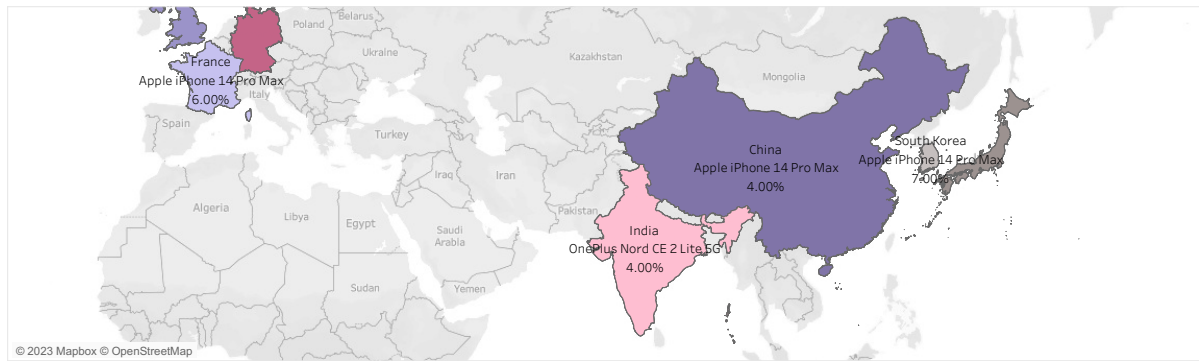 Poland
Belarus
Ukraine
Kazakhstan
Mongolia
France
Apple iPhone 14 Pro Max
6.00%
Italy
Spain
Turkey
Iraq
Iran
Pakistan
China
Apple iPhone 14 Pro Max
4.00%
South Korea
Apple iPhone 14 Pro Max
7.00%
Algeria
Libya
Egypt
Saudi
Arabia
India
OnePlus Nord CE 2 Lite 5G
4.00%
Sudan
Yemen
© 2023 Mapbox © OpenStreetMap